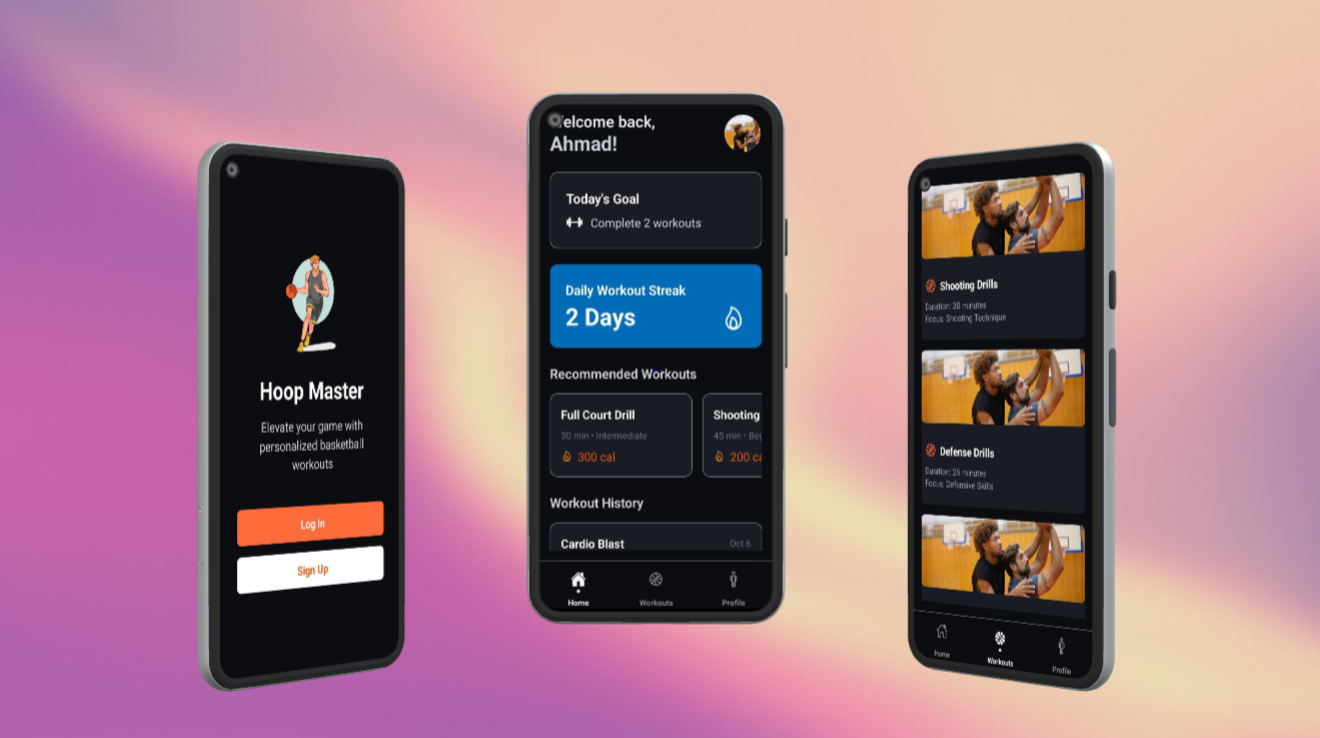 Hoop Master
Elevate your game with
personalized basketball
workouts
Log In
Sign Up
elcome back,
Ahmad!
Today's Goal
Complete 2 workouts
Daily Workout Streak
2 Days
Recommended Workouts
Full Court Drill
30 min • Intermediate
300 cal
Shooting
45 min • Beg
200 ca
Workout History
Cardio Blast
Oct 6
Home
Workouts
Profile
Shooting Drills
Duration: 30 minutes
Focus: Shooting Technique
Defense Drills
Duration: 25 minutes
Focus: Defensive Skills
Home
Workouts
Profile